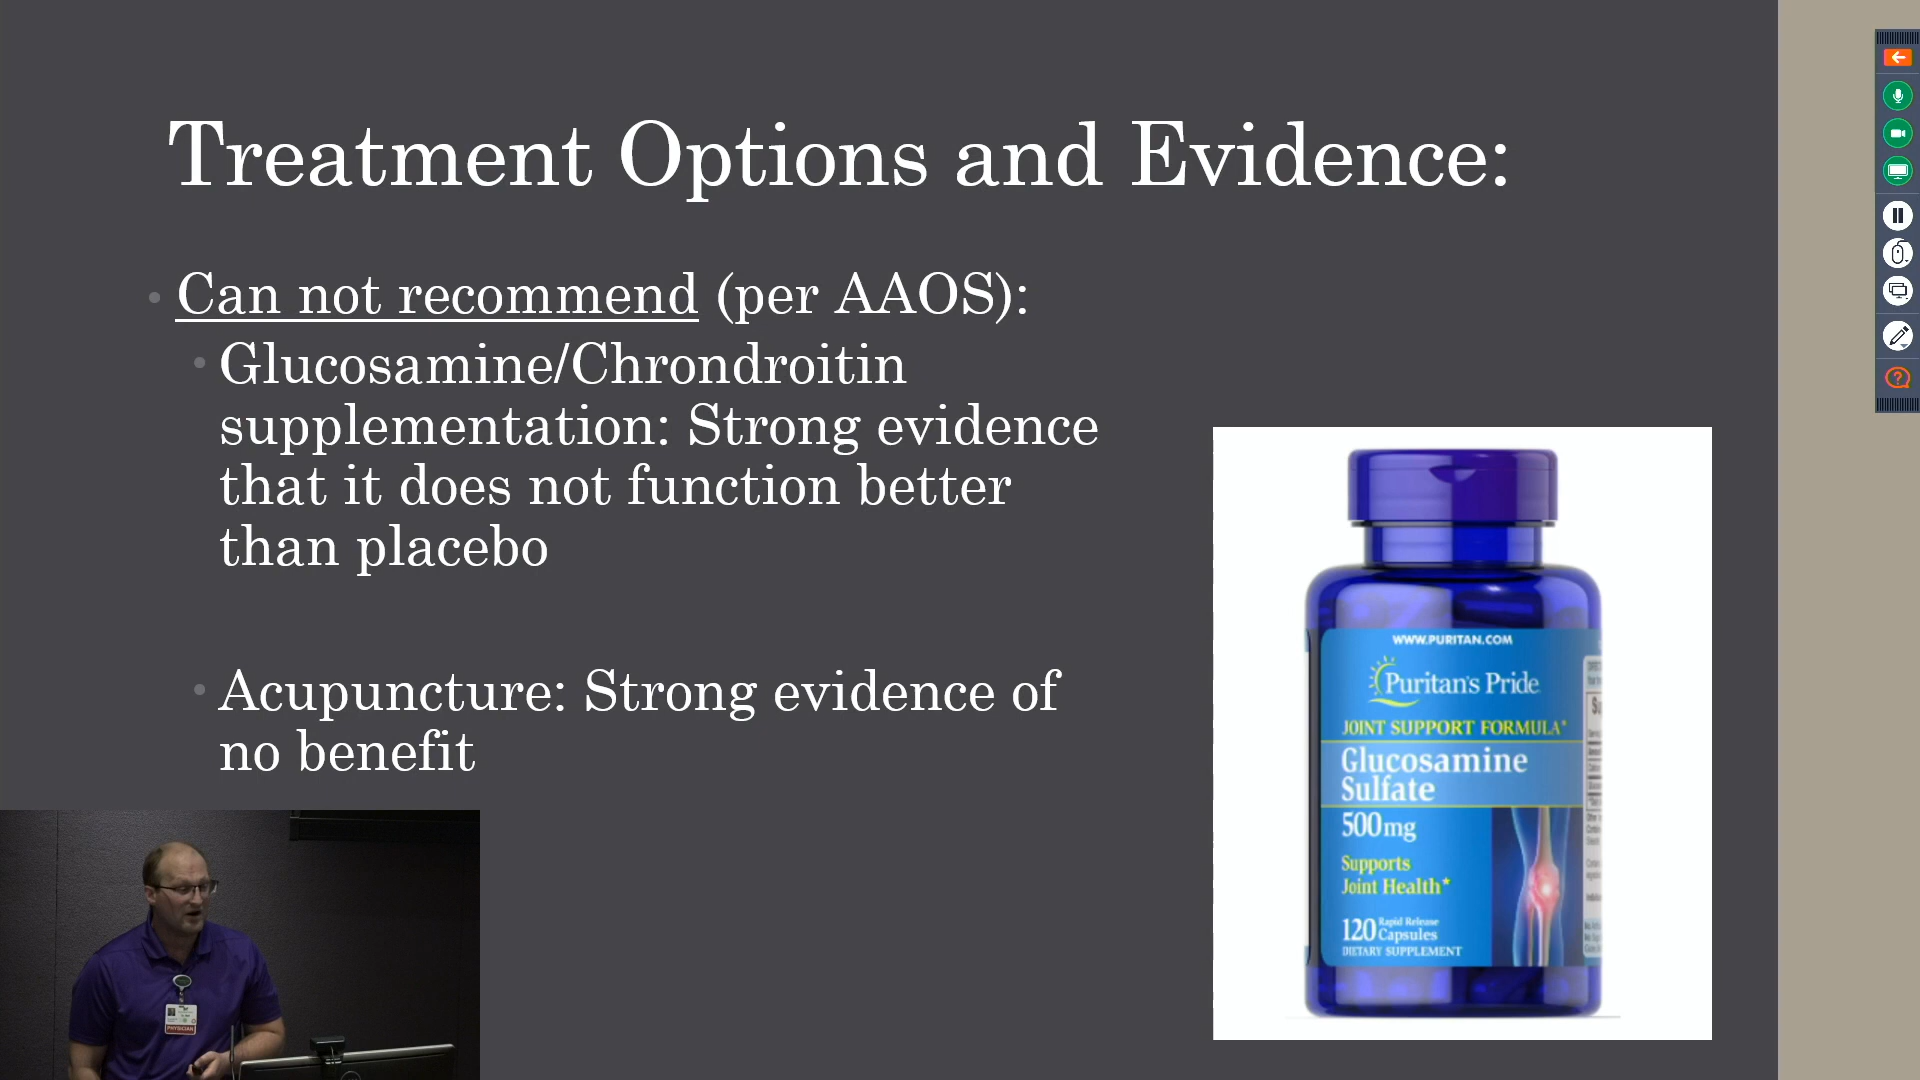 Treatment Options and Evidence:
Can not recommend (per AAOS):
Glucosamine/Chrondroitin
supplementation: Strong evidence
that it does not function better
than placebo
Acupuncture: Strong evidence of
no benefit
WWW.PURITAN.COM
Puritan's Pride
JOINT SUPPORT FORMULA*
Glucosamine
Sulfate
500mg
Supports
Joint Health*
120 Rapid Release
Capsules
DIETARY SUPPLEMENT
PHYSICIAN